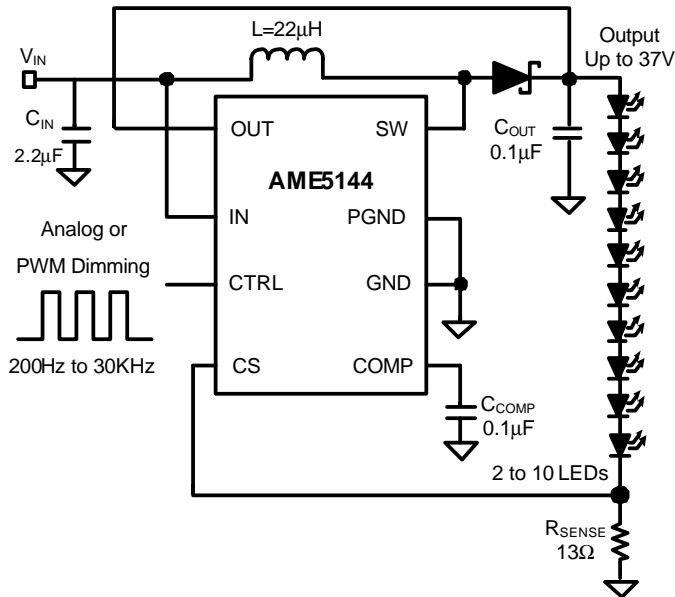 L=22μH
VIN
Output
Up to 37V
CIN
2.2μF
OUT
SW
COUT
0.1μF
AME5144
Analog or
PWM Dimming
IN
PGND
CTRL
GND
200Hz to 30KHz
CS
COMP
CCOMP
0.1μF
2 to 10 LEDs
RSENSE
13Ω